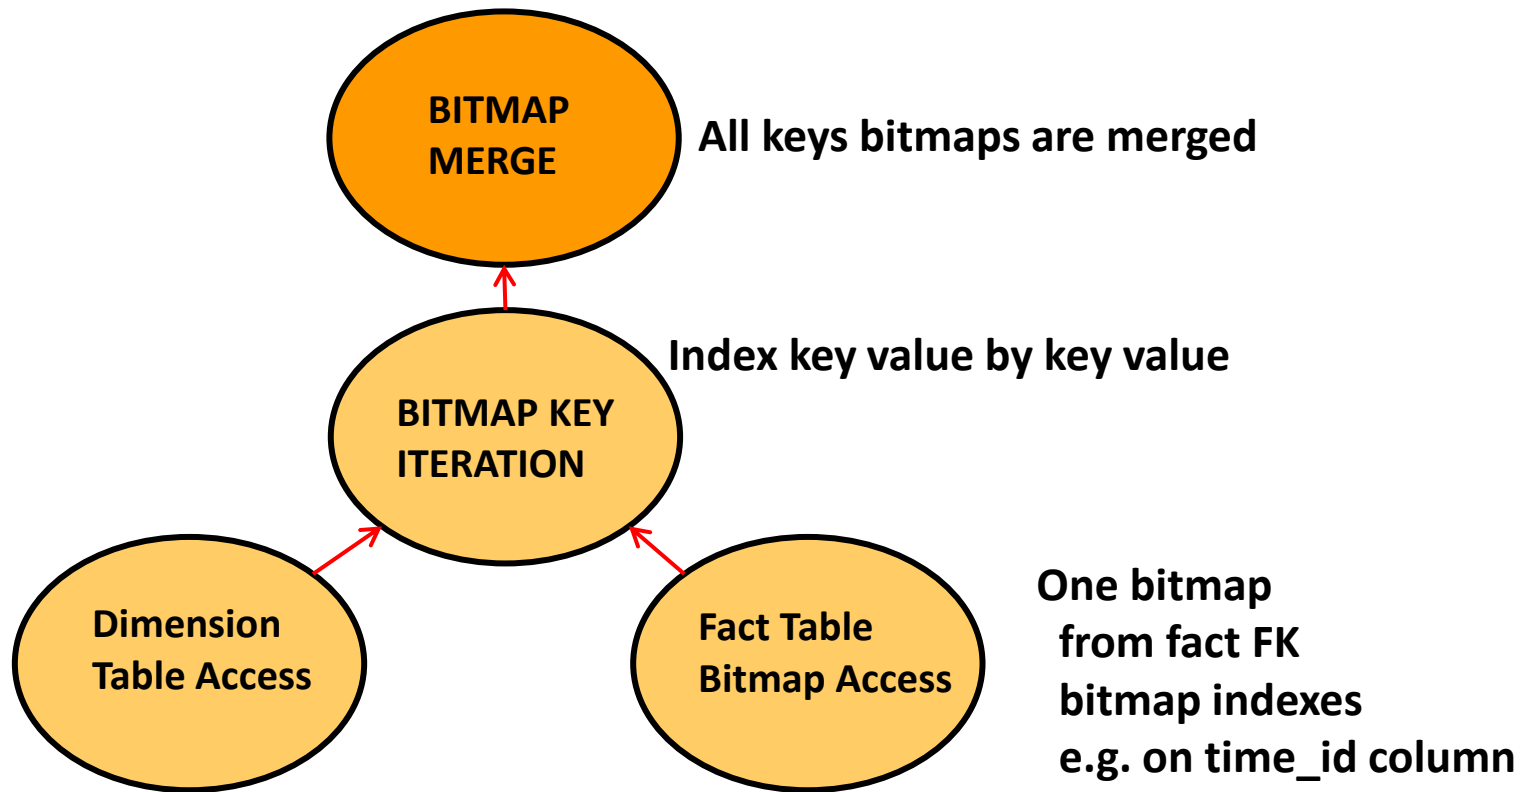 BITMAP
MERGE
All keys bitmaps are merged
Index key value by key value
BITMAP KEY
ITERATION
Dimension
Table Access
Fact Table
Bitmap Access
One bitmap
from fact FK
bitmap indexes
e.g. on time_id column